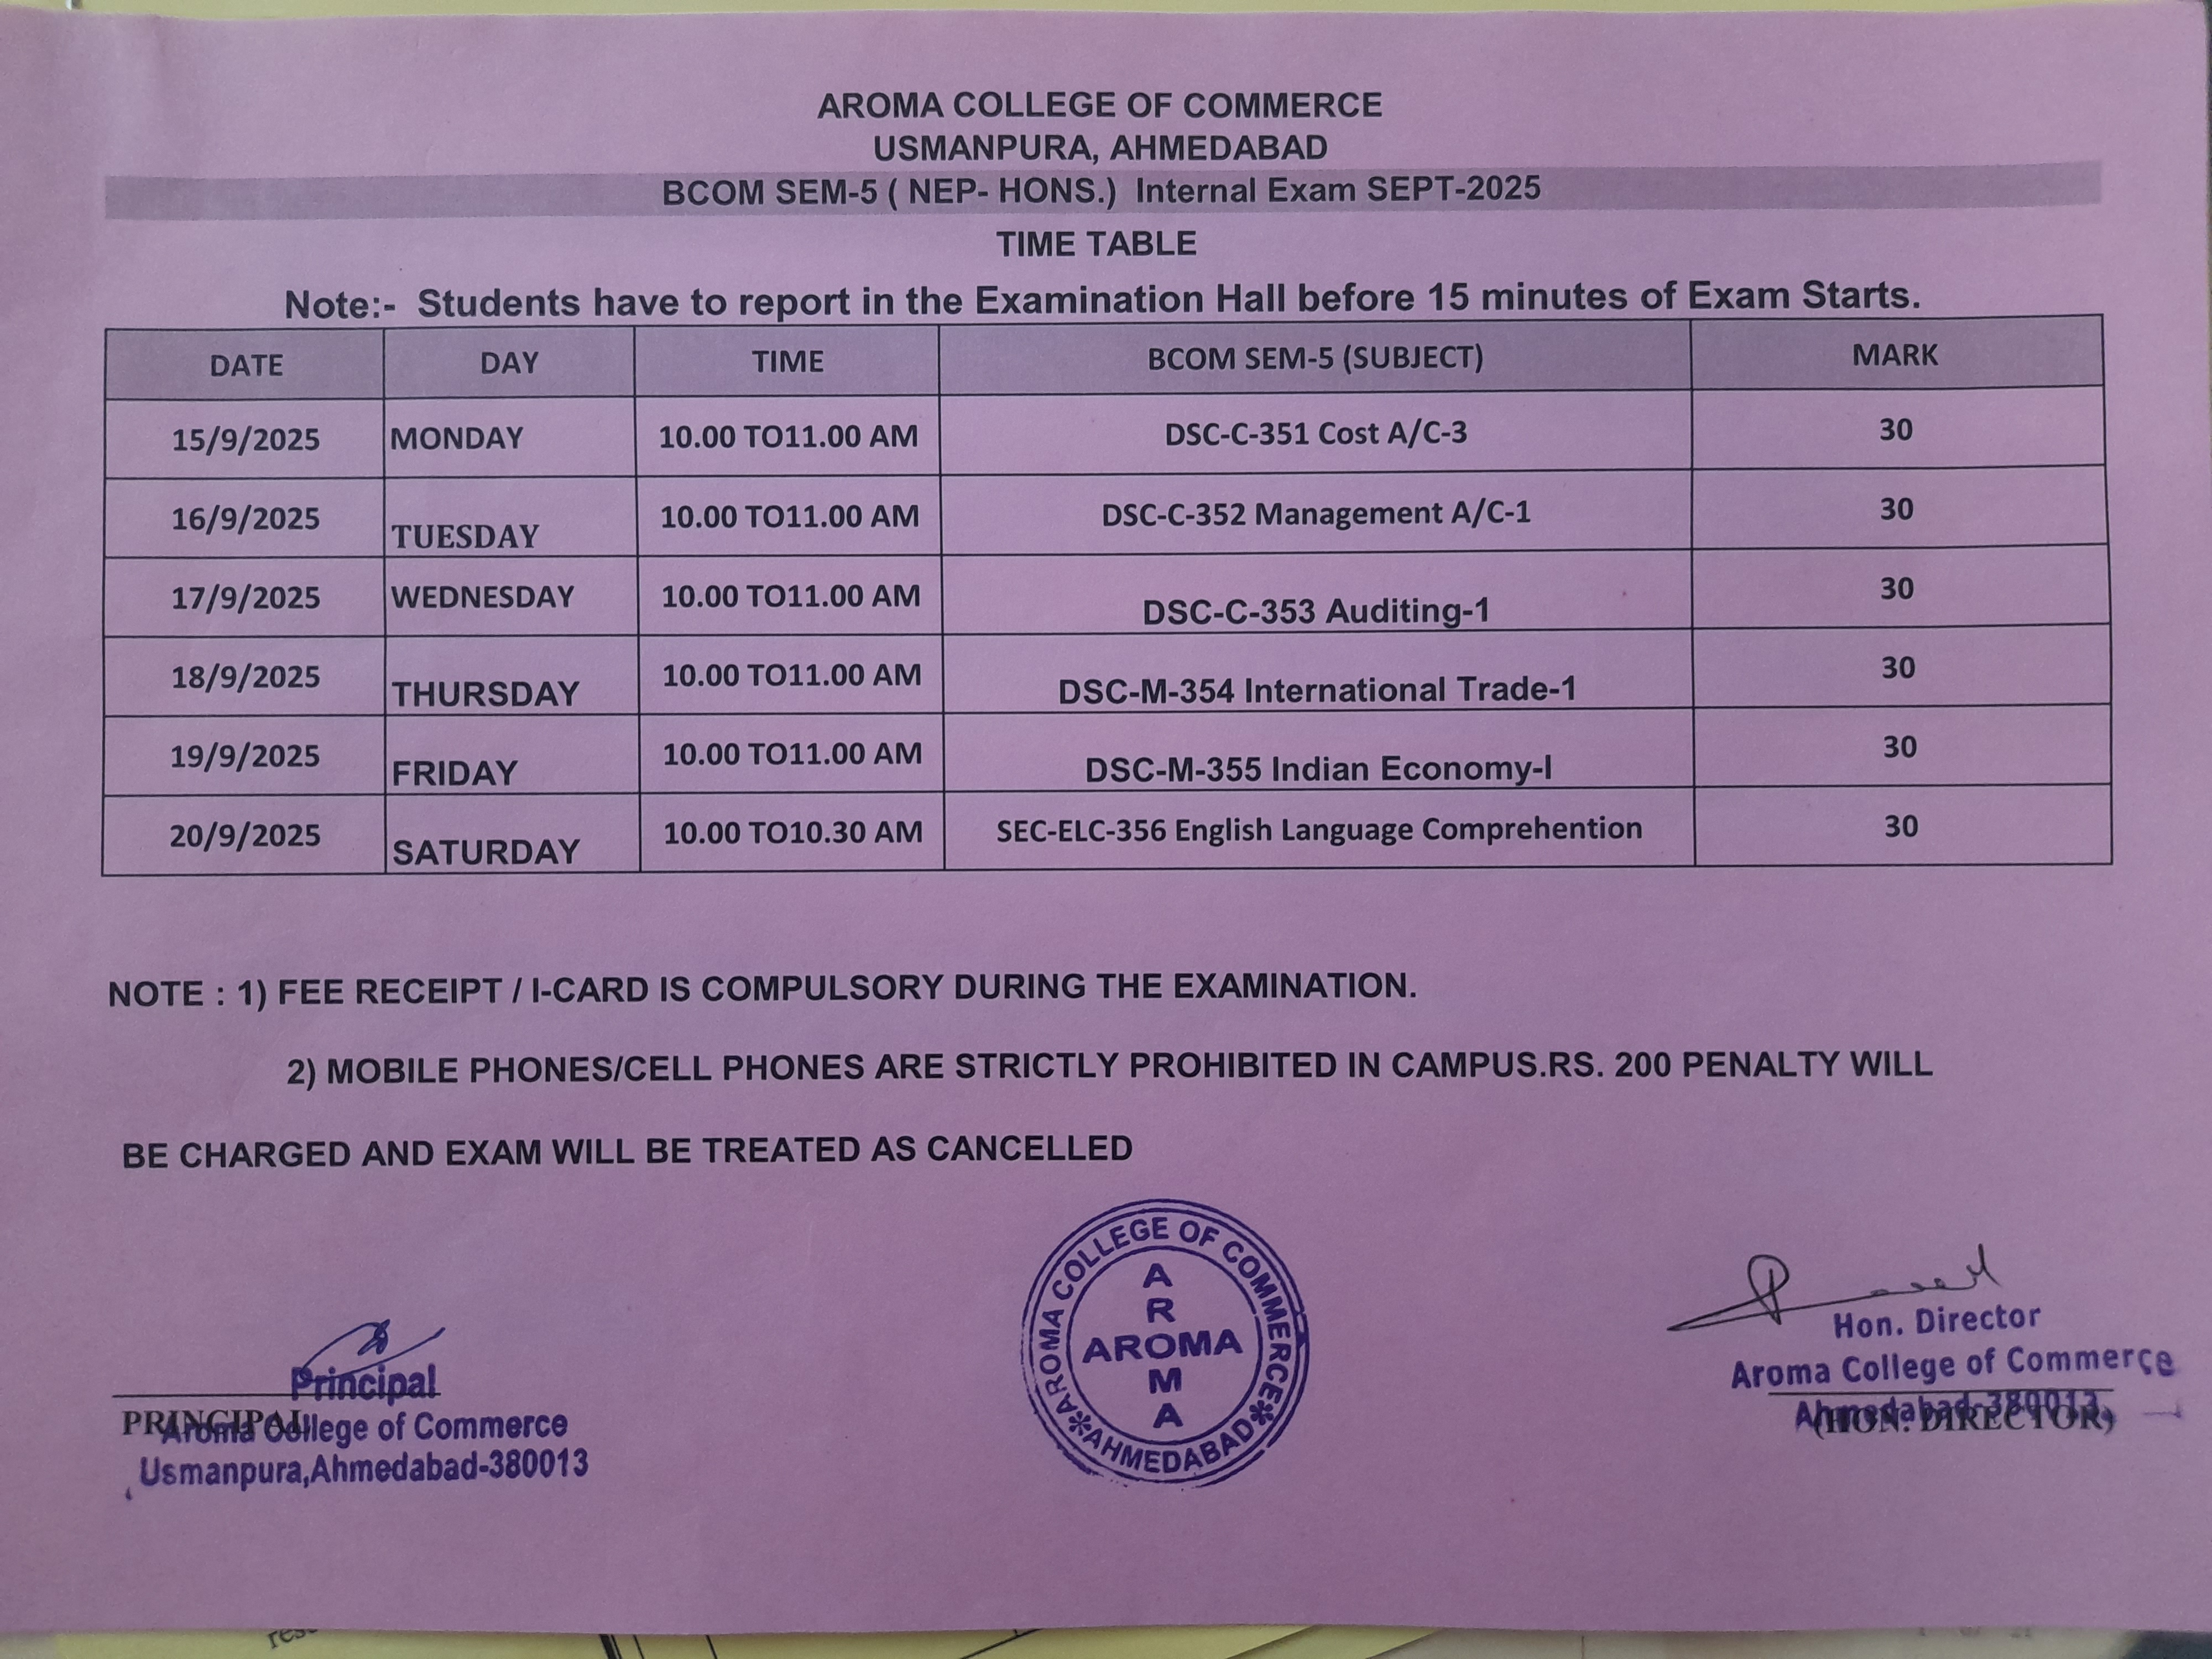 AROMA COLLEGE OF COMMERCE
USMANPURA, AHMEDABAD
BCOM SEM-5 ( NEP- HONS.) Internal Exam SEPT-2025
TIME TABLE
Note:- Students have to report in the Examination Hall before 15 minutes of Exam Starts.
DATE DAY TIME BCOM SEM-5 (SUBJECT) MARK
15/9/2025 MONDAY 10.00 TO11.00 AM DSC-C-351 Cost A/C-3 30
16/9/2025 TUESDAY 10.00 TO11.00 AM DSC-C-352 Management A/C-1 30
17/9/2025 WEDNESDAY 10.00 TO11.00 AM DSC-C-353 Auditing-1 30
18/9/2025 THURSDAY 10.00 TO11.00 AM DSC-M-354 International Trade-1 30
19/9/2025 FRIDAY 10.00 TO11.00 AM DSC-M-355 Indian Economy-I 30
20/9/2025 SATURDAY 10.00 TO10.30 AM SEC-ELC-356 English Language Comprehention 30
NOTE : 1) FEE RECEIPT / I-CARD IS COMPULSORY DURING THE EXAMINATION.
2) MOBILE PHONES/CELL PHONES ARE STRICTLY PROHIBITED IN CAMPUS.RS. 200 PENALTY WILL
BE CHARGED AND EXAM WILL BE TREATED AS CANCELLED
Principal
PRINCIPAL
Aroma College of Commerce
Usmanpura,Ahmedabad-380013
AROMA COLLEGE OF COMMERCE
AHMEDABAD
A
R
AROMA
M
A
Hon. Director
Aroma College of Commerce
Ahmedabad-380013
(HON. DIRECTOR)